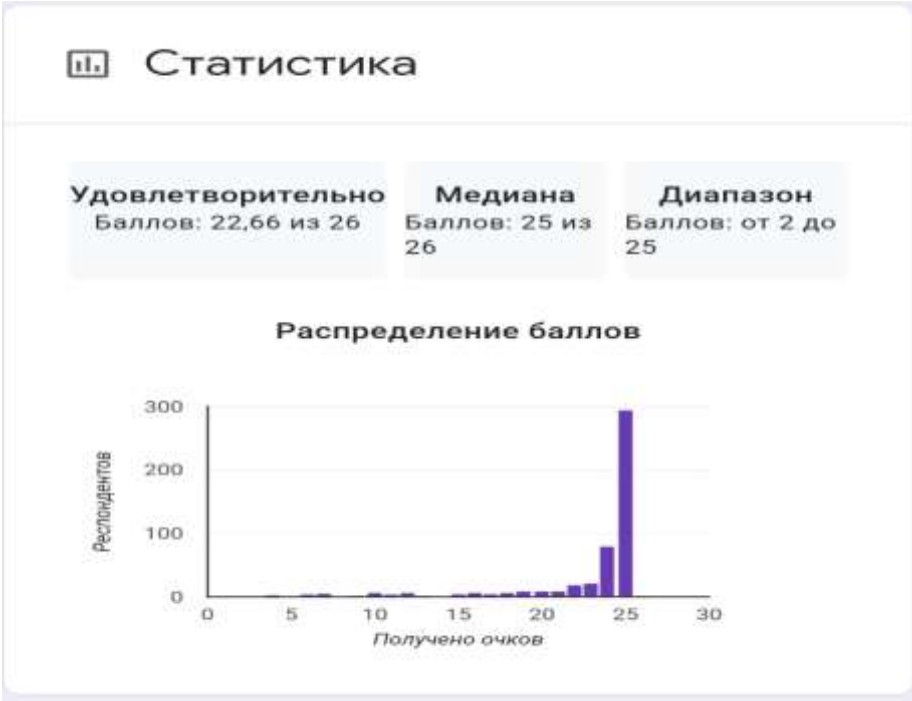 Статистика
Удовлетворительно
Баллов: 22,66 из 26
Медиана
Баллов: 25 из
26
Диапазон
Баллов: от 2 до
25
Распределение баллов
300
200
100
0
Респондентов
0 5 10 15 20 25 30
Получено очков